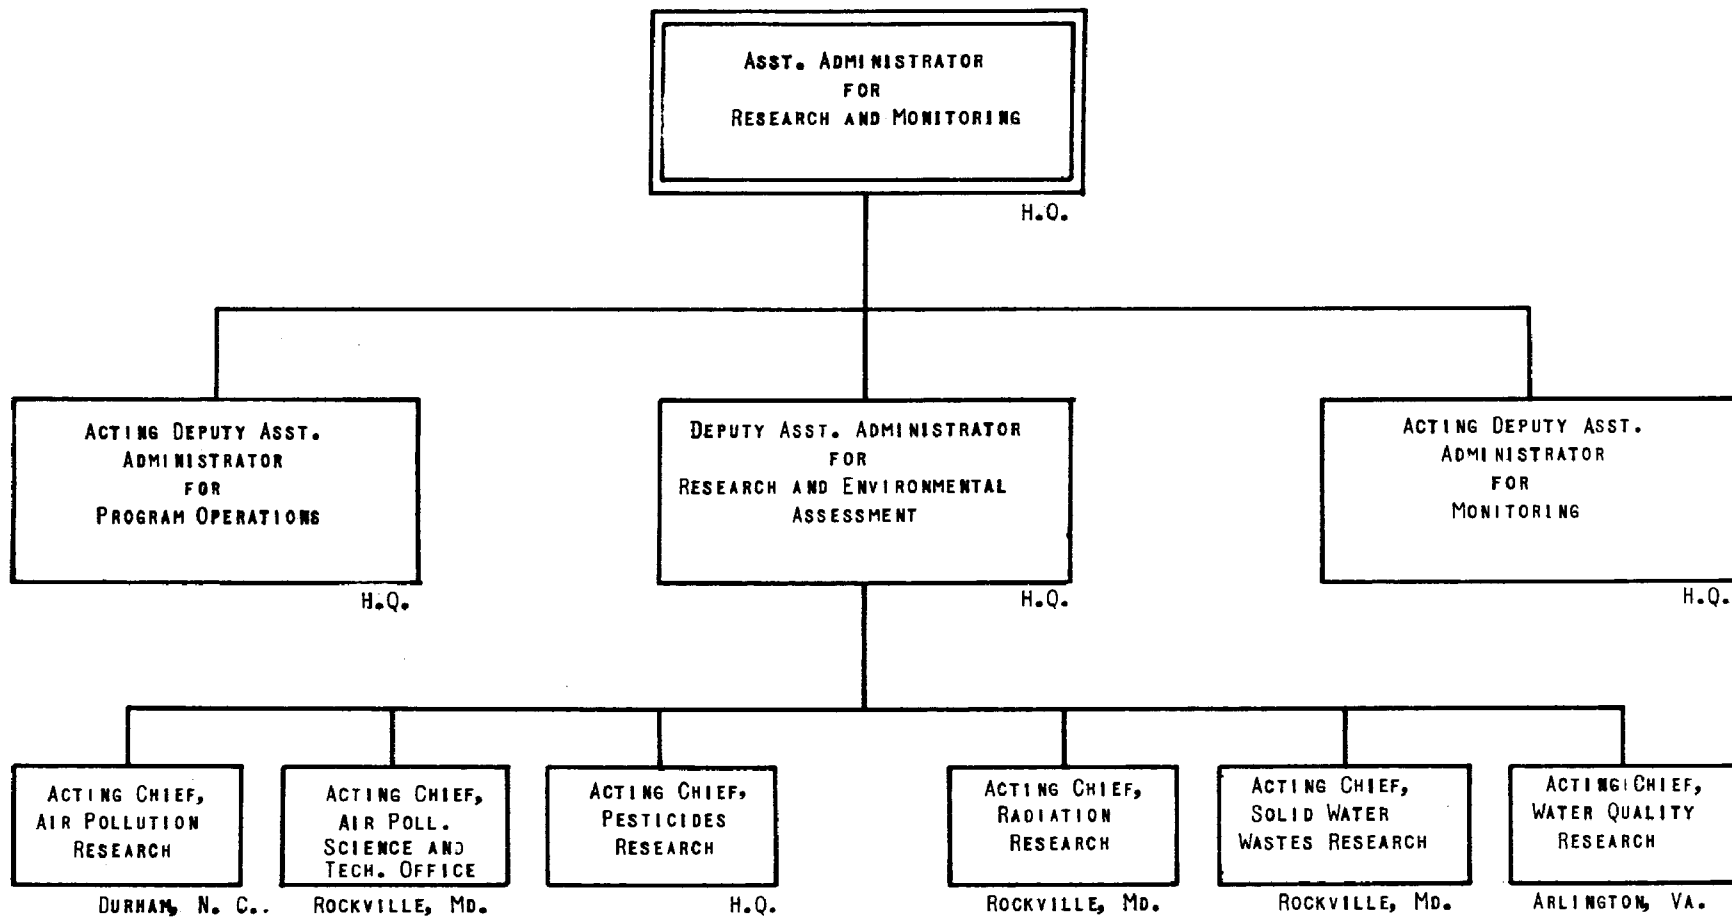 ASST. ADMINISTRATOR
FOR
RESEARCH AND MONITORING
H.Q.
ACTING DEPUTY ASST.
ADMINISTRATOR
FOR
PROGRAM OPERATIONS
H.Q.
DEPUTY ASST. ADMINISTRATOR
FOR
RESEARCH AND ENVIRONMENTAL
ASSESSMENT
H.Q.
ACTING DEPUTY ASST.
ADMINISTRATOR
FOR
MONITORING
H.Q.
ACTING CHIEF,
AIR POLLUTION
RESEARCH
DURHAM, N. C..
ACTING CHIEF,
AIR POLL.
SCIENCE AND
TECH. OFFICE
ROCKVILLE, MD.
ACTING CHIEF,
PESTICIDES
RESEARCH
H.Q.
ACTING CHIEF,
RADIATION
RESEARCH
ROCKVILLE, MD.
ACTING CHIEF,
SOLID WATER
WASTES RESEARCH
ROCKVILLE, MD.
ACTING CHIEF,
WATER QUALITY
RESEARCH
ARLINGTON, VA.